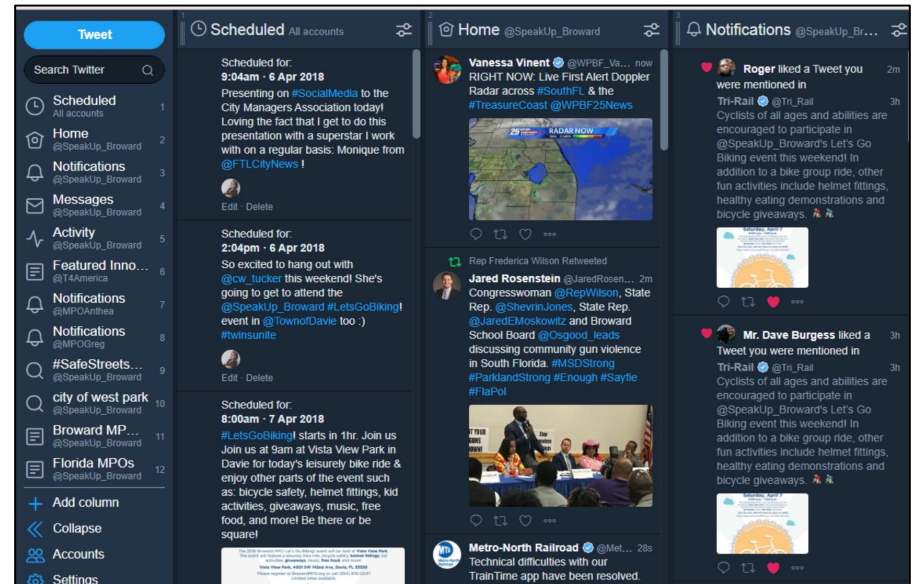 Tweet
Search Twitter
Scheduled 1
All accounts
Home
@SpeakUp_Broward 2
Notifications
@SpeakUp_Broward 3
Messages
@SpeakUp_Broward 4
Activity
@SpeakUp_Broward 5
Featured Inno...
@T4America 6
Notifications
@MPOAnthea 7
Notifications
@MPOGreg 8
#SafeStreets...
@SpeakUp_Broward 9
city of west park
@SpeakUp_Broward 10
Broward MP...
@SpeakUp_Broward 11
Florida MPOs
@SpeakUp_Broward 12
Add column
Collapse
Accounts
Settings
1
Scheduled All accounts
Scheduled for:
9:04am · 6 Apr 2018
Presenting on #SocialMedia to the
City Managers Association today!
Loving the fact that I get to do this
presentation with a superstar I work
with on a regular basis: Monique from
@FTLCityNews !
Edit · Delete
Scheduled for:
2:04pm · 6 Apr 2018
So excited to hang out with
@cw_tucker this weekend! She's
going to get to attend the
@SpeakUp_Broward #LetsGoBiking!
event in @TownofDavie too :)
#twinsunite
Edit · Delete
Scheduled for:
8:00am · 7 Apr 2018
#LetsGoBiking! starts in 1hr. Join us
Join us at 9am at Vista View Park in
Davie for today's leisurely bike ride &
enjoy other parts of the event such
as: bicycle safety, helmet fittings, kid
activities, giveaways, music, free
food, and more! Be there or be
square!
2
Home @SpeakUp_Broward
Vanessa Vinent @WPBF_Va... now
RIGHT NOW: Live First Alert Doppler
Radar across #SouthFL & the
#TreasureCoast @WPBF25News
25 RADAR NOW
Rep Frederica Wilson Retweeted
Jared Rosenstein @JaredRosen... 2m
Congresswoman @RepWilson, State
Rep. @ShevrinJones, State Rep.
@JaredEMoskowitz and Broward
School Board @Osgood_leads
discussing community gun violence
in South Florida. #MSDStrong
#ParklandStrong #Enough #Sayfie
#FlaPol
Metro-North Railroad @Met... 28s
Technical difficulties with our
TrainTime app have been resolved.
3
Notifications @SpeakUp_Br...
Roger liked a Tweet you 2m
were mentioned in
Tri-Rail @Tri_Rail 3h
Cyclists of all ages and abilities are
encouraged to participate in
@SpeakUp_Broward's Let's Go
Biking event this weekend! In
addition to a bike group ride, other
fun activities include helmet fittings,
healthy eating demonstrations and
bicycle giveaways.
Saturday, April 7
Mr. Dave Burgess liked a 3h
Tweet you were mentioned in
Tri-Rail @Tri_Rail 3h
Cyclists of all ages and abilities are
encouraged to participate in
@SpeakUp_Broward's Let's Go
Biking event this weekend! In
addition to a bike group ride, other
fun activities include helmet fittings,
healthy eating demonstrations and
bicycle giveaways.
Saturday, April 7